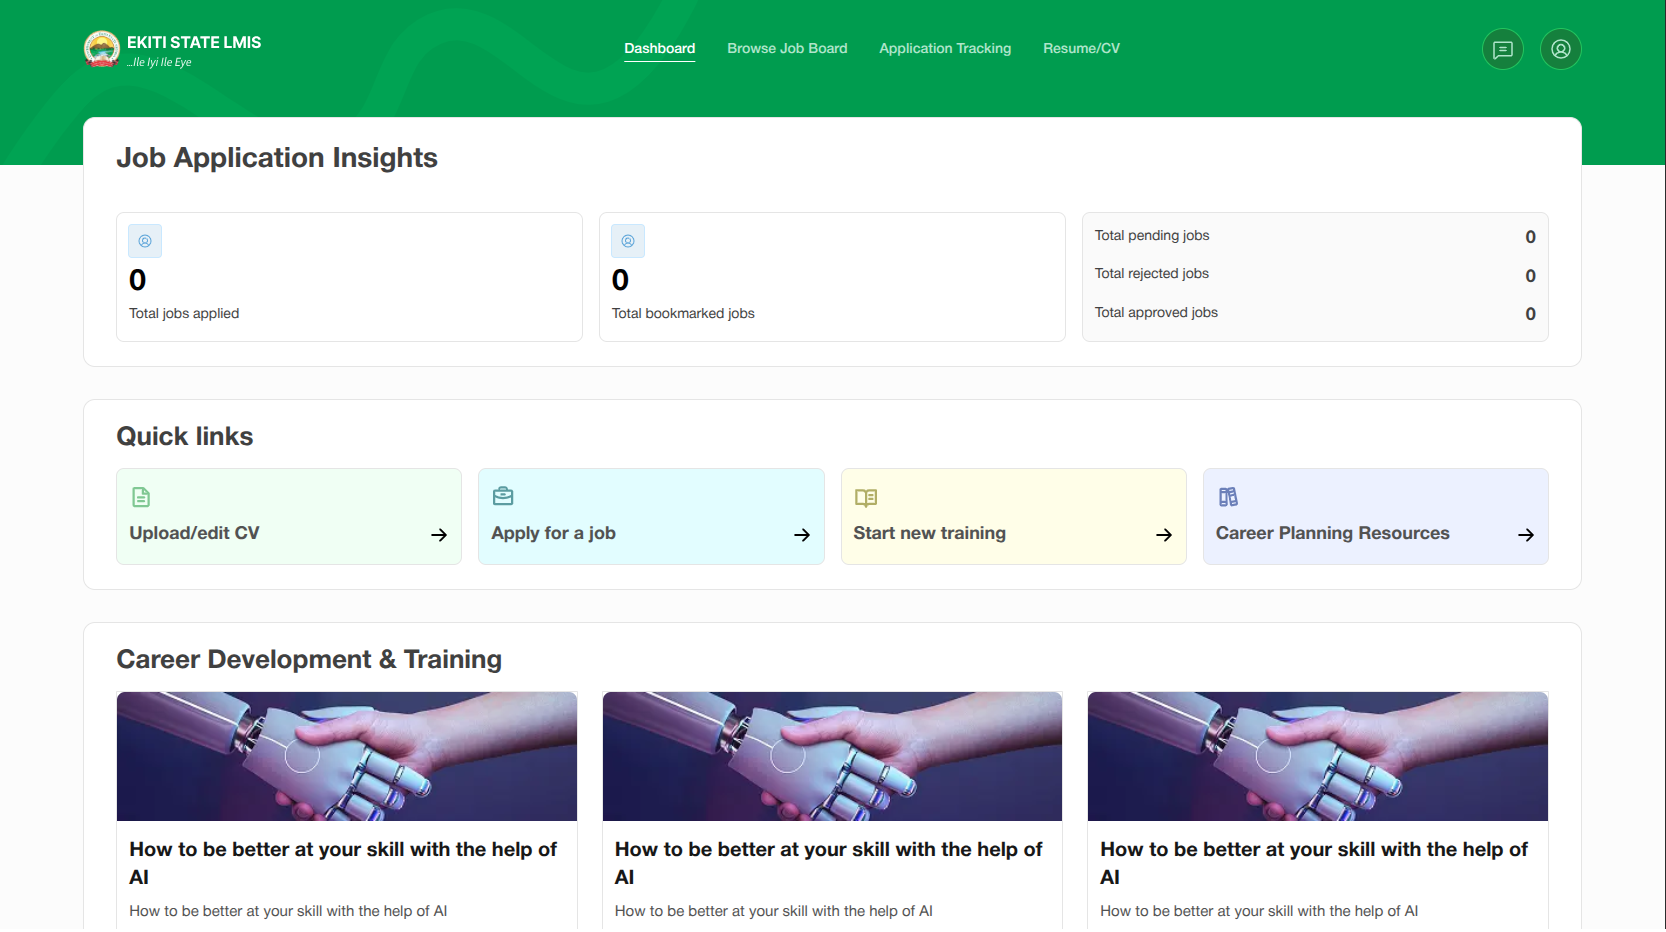 EKITI STATE LMIS
...Ile Iyi Ile Eye
Dashboard
Browse Job Board
Application Tracking
Resume/CV
Job Application Insights
0
Total jobs applied
0
Total bookmarked jobs
Total pending jobs 0
Total rejected jobs 0
Total approved jobs 0
Quick links
Upload/edit CV
Apply for a job
Start new training
Career Planning Resources
Career Development & Training
How to be better at your skill with the help of
AI
How to be better at your skill with the help of AI
How to be better at your skill with the help of
AI
How to be better at your skill with the help of AI
How to be better at your skill with the help of
AI
How to be better at your skill with the help of AI